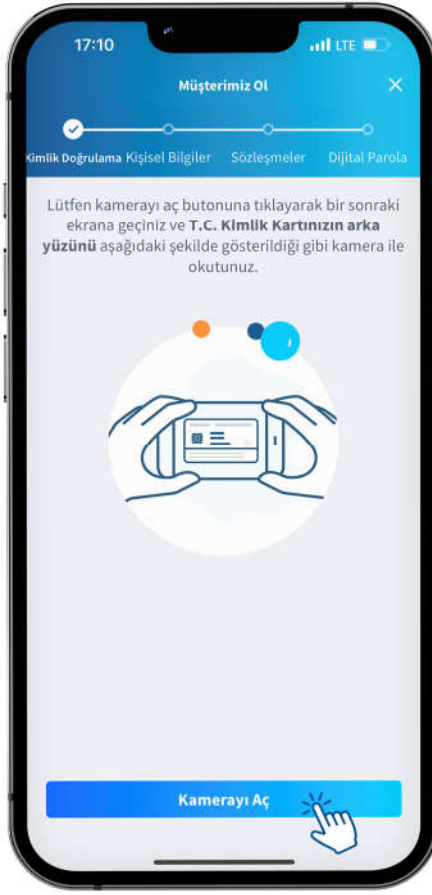 17:10
LTE
Müşterimiz Ol
Kimlik Doğrulama Kişisel Bilgiler Sözleşmeler Dijital Parola
Lütfen kamerayı aç butonuna tıklayarak bir sonraki
ekrana geçiniz ve T.C. Kimlik Kartınızın arka
yüzünü aşağıdaki şekilde gösterildiği gibi kamera ile
okutunuz.
Kamerayı Aç